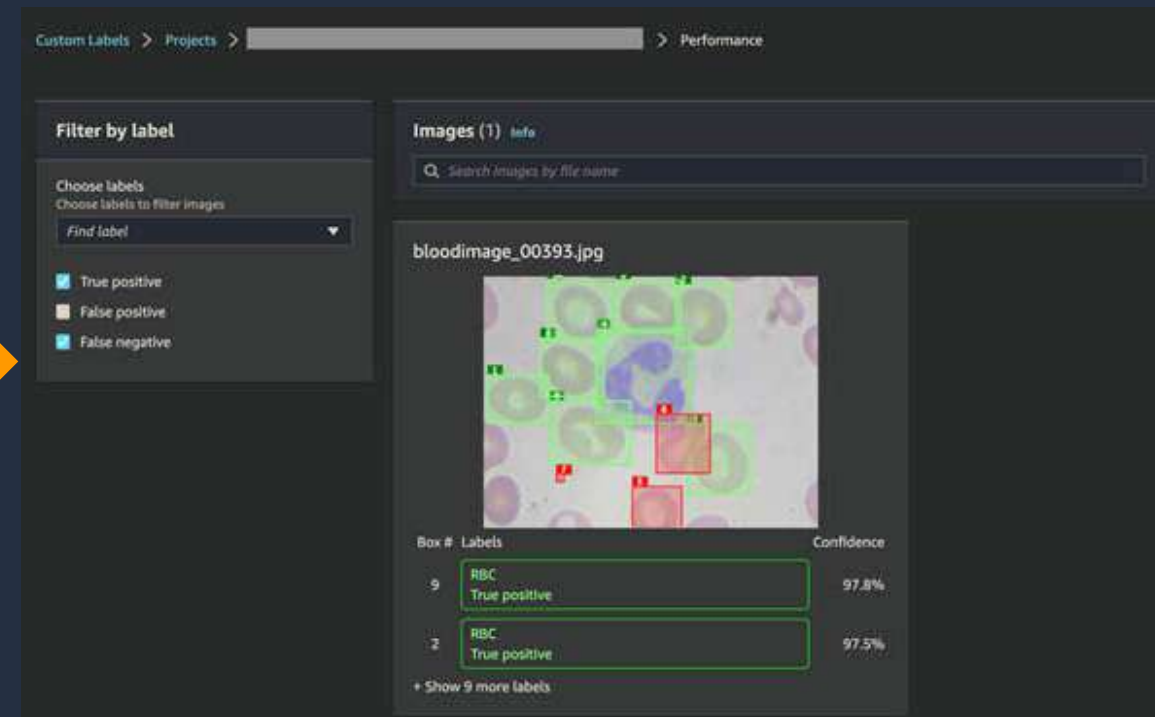 Custom Labels > Projects > > Performance
Filter by label
Choose labels
Choose labels to filter images
Find label
True positive
False positive
False negative
Images (1) Info
Search images by file name
bloodimage_00393.jpg
Box # Labels Confidence
9 RBC True positive 97.8%
2 RBC True positive 97.5%
+ Show 9 more labels